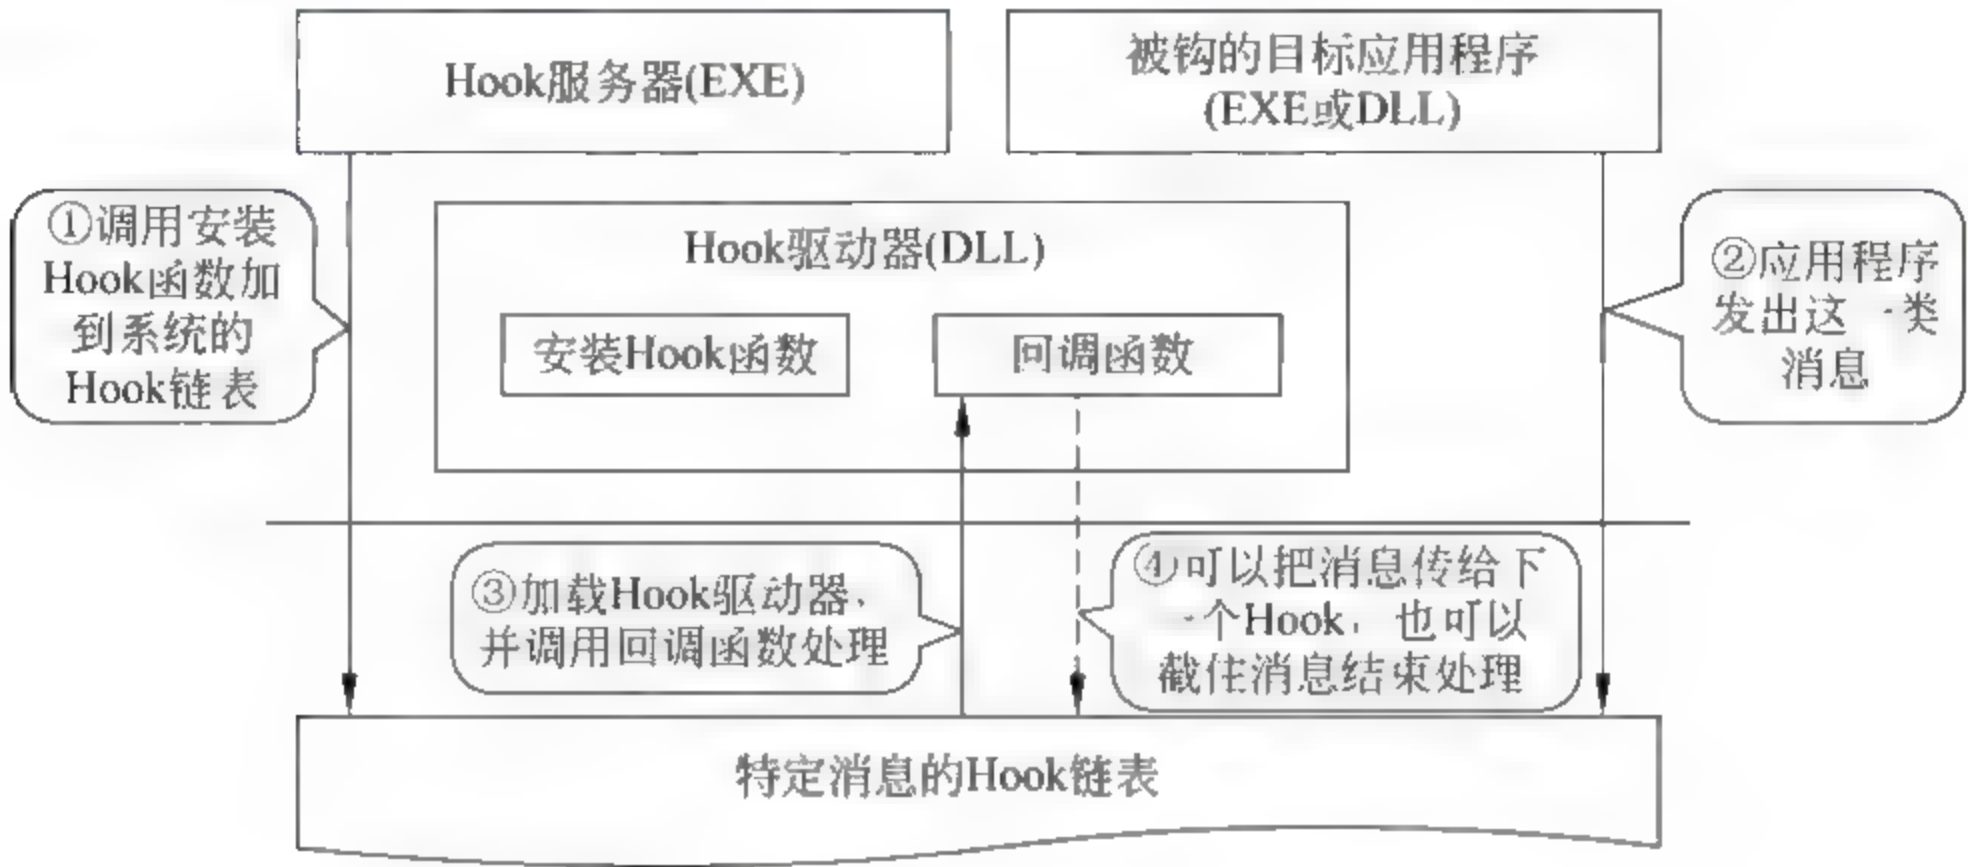 Hook服务器(EXE)
被钩的目标应用程序
(EXE或DLL)
①调用安装
Hook函数加
到系统的
Hook链表
Hook驱动器(DLL)
安装Hook函数
回调函数
②应用程序
发出这一类
消息
③加载Hook驱动器,
并调用回调函数处理
④可以把消息传给下
一个Hook, 也可以
截住消息结束处理
特定消息的Hook链表